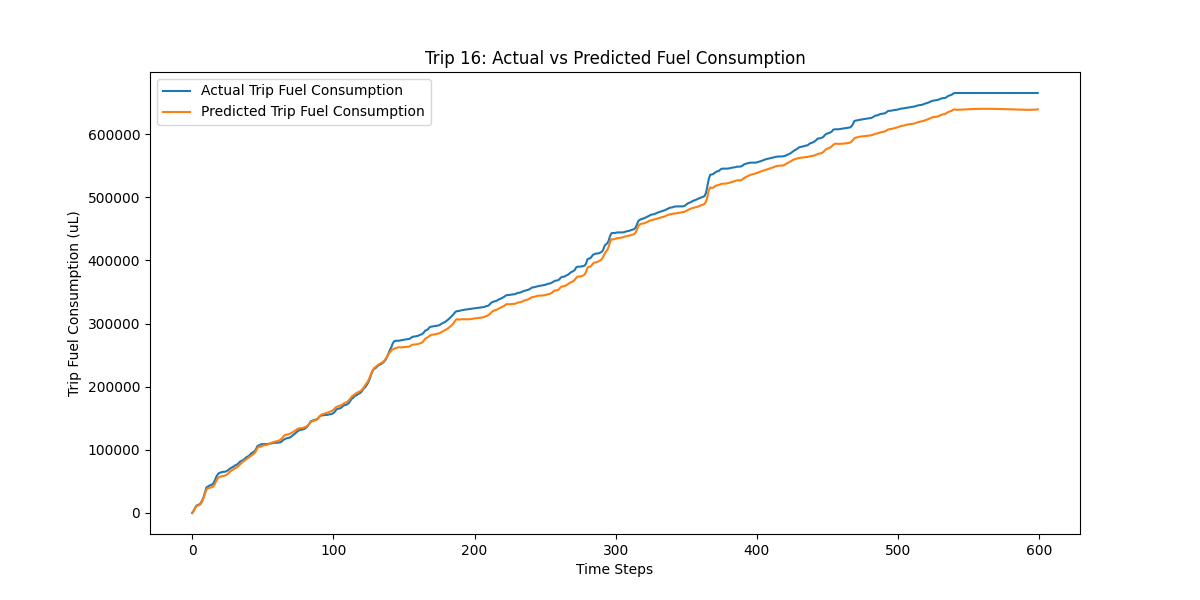 Trip 16: Actual vs Predicted Fuel Consumption
Actual Trip Fuel Consumption
Predicted Trip Fuel Consumption
Trip Fuel Consumption (uL)
600000
500000
400000
300000
200000
100000
0
0 100 200 300 400 500 600
Time Steps